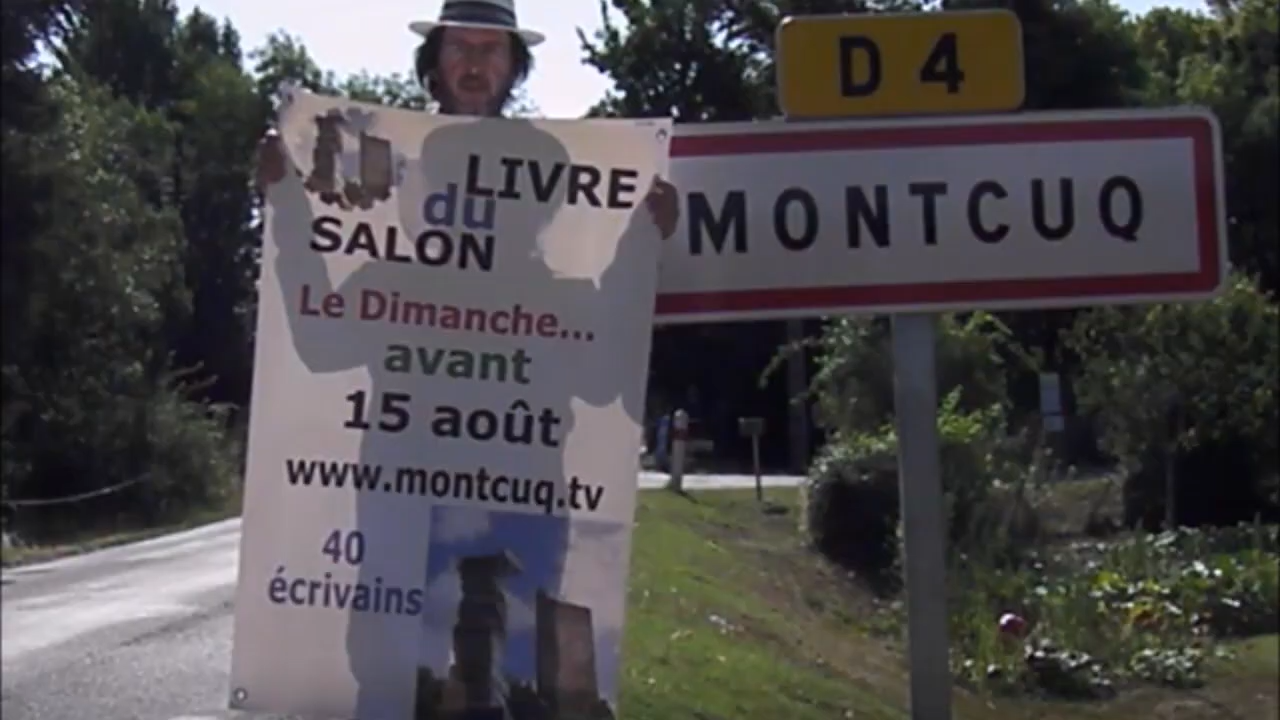 LIVRE
du
SALON
Le Dimanche...
avant
15 août
www.montcuq.tv
40
écrivains
D 4
MONTCUQ